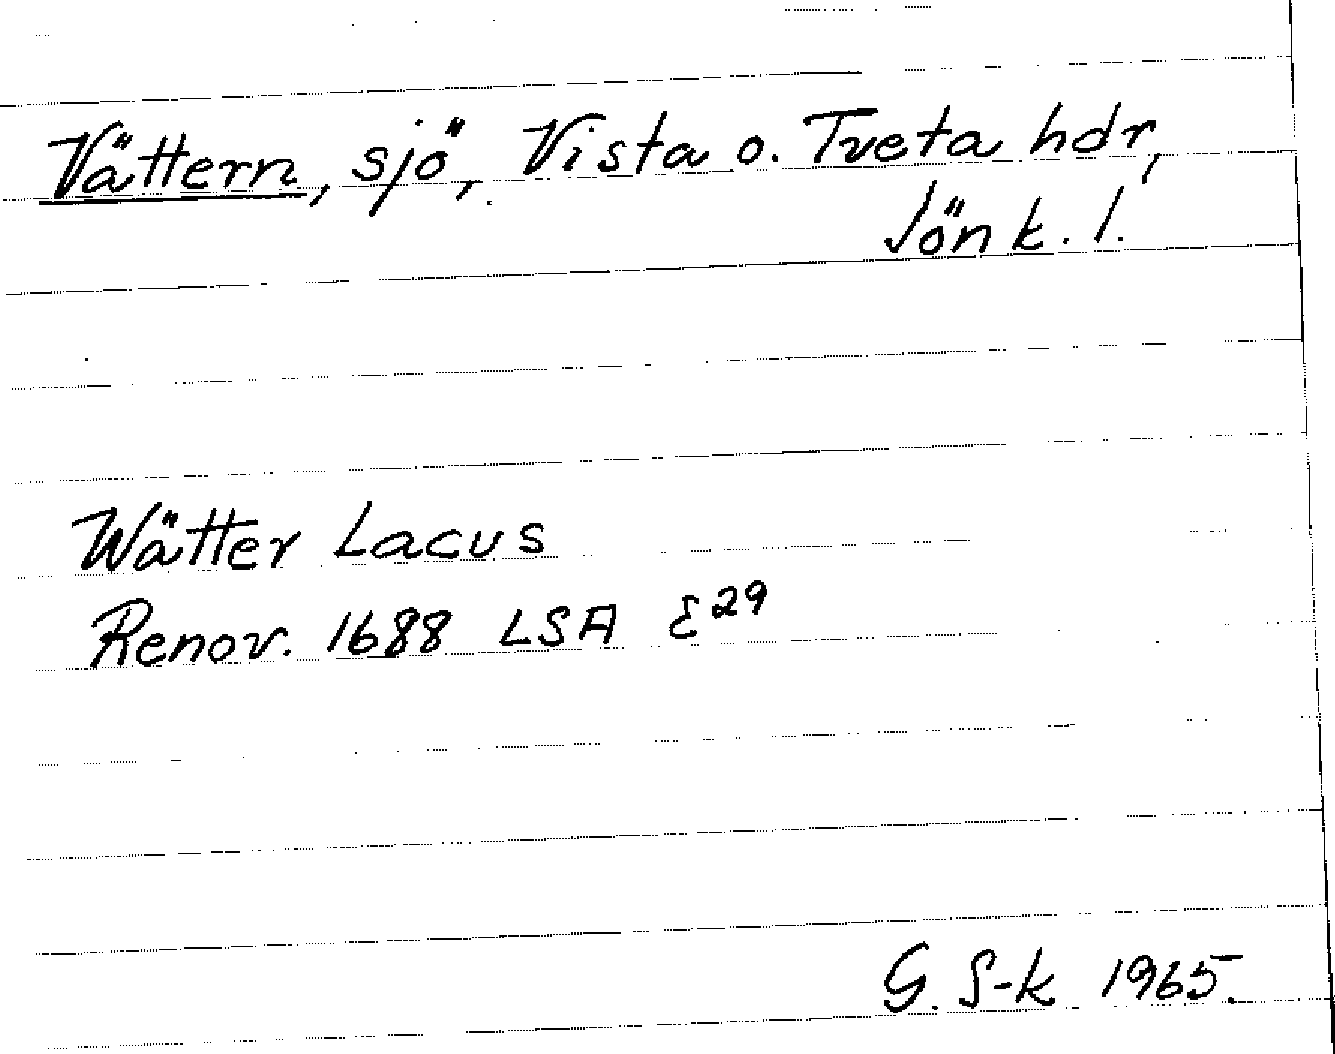 Vättern, sjö, Vista o. Tveta hdr,
Jönk. l.
Wätter Lacus
Renov. 1688 LSA E29
G. S-k 1965.